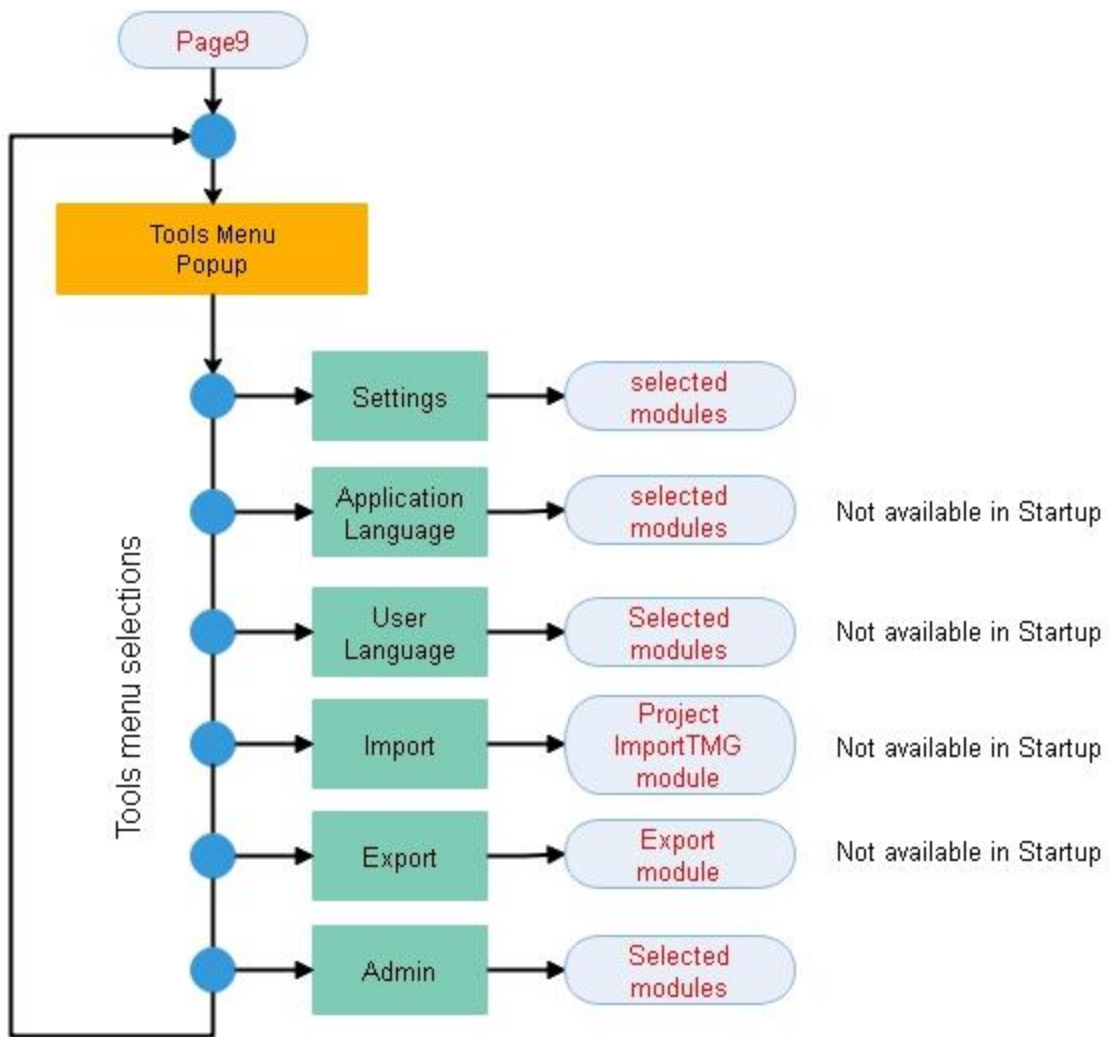 Page9
Tools Menu
Popup
Settings
selected
modules
Application
Language
selected
modules
Not available in Startup
User
Language
Selected
modules
Not available in Startup
Tools menu selections
Import
Project
ImportTMG
module
Not available in Startup
Export
Export
module
Not available in Startup
Admin
Selected
modules